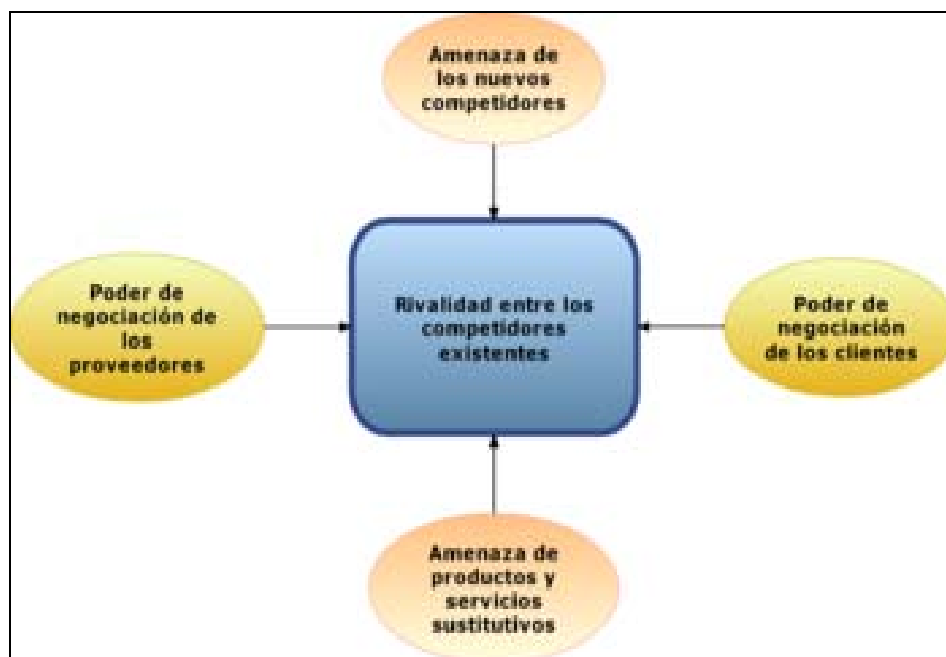 Amenaza de
los nuevos
competidores
Poder de
negociación de
los
proveedores
Rivalidad entre los
competidores
existentes
Poder de
negociación
de los clientes
Amenaza de
productos y
servicios
sustitutivos